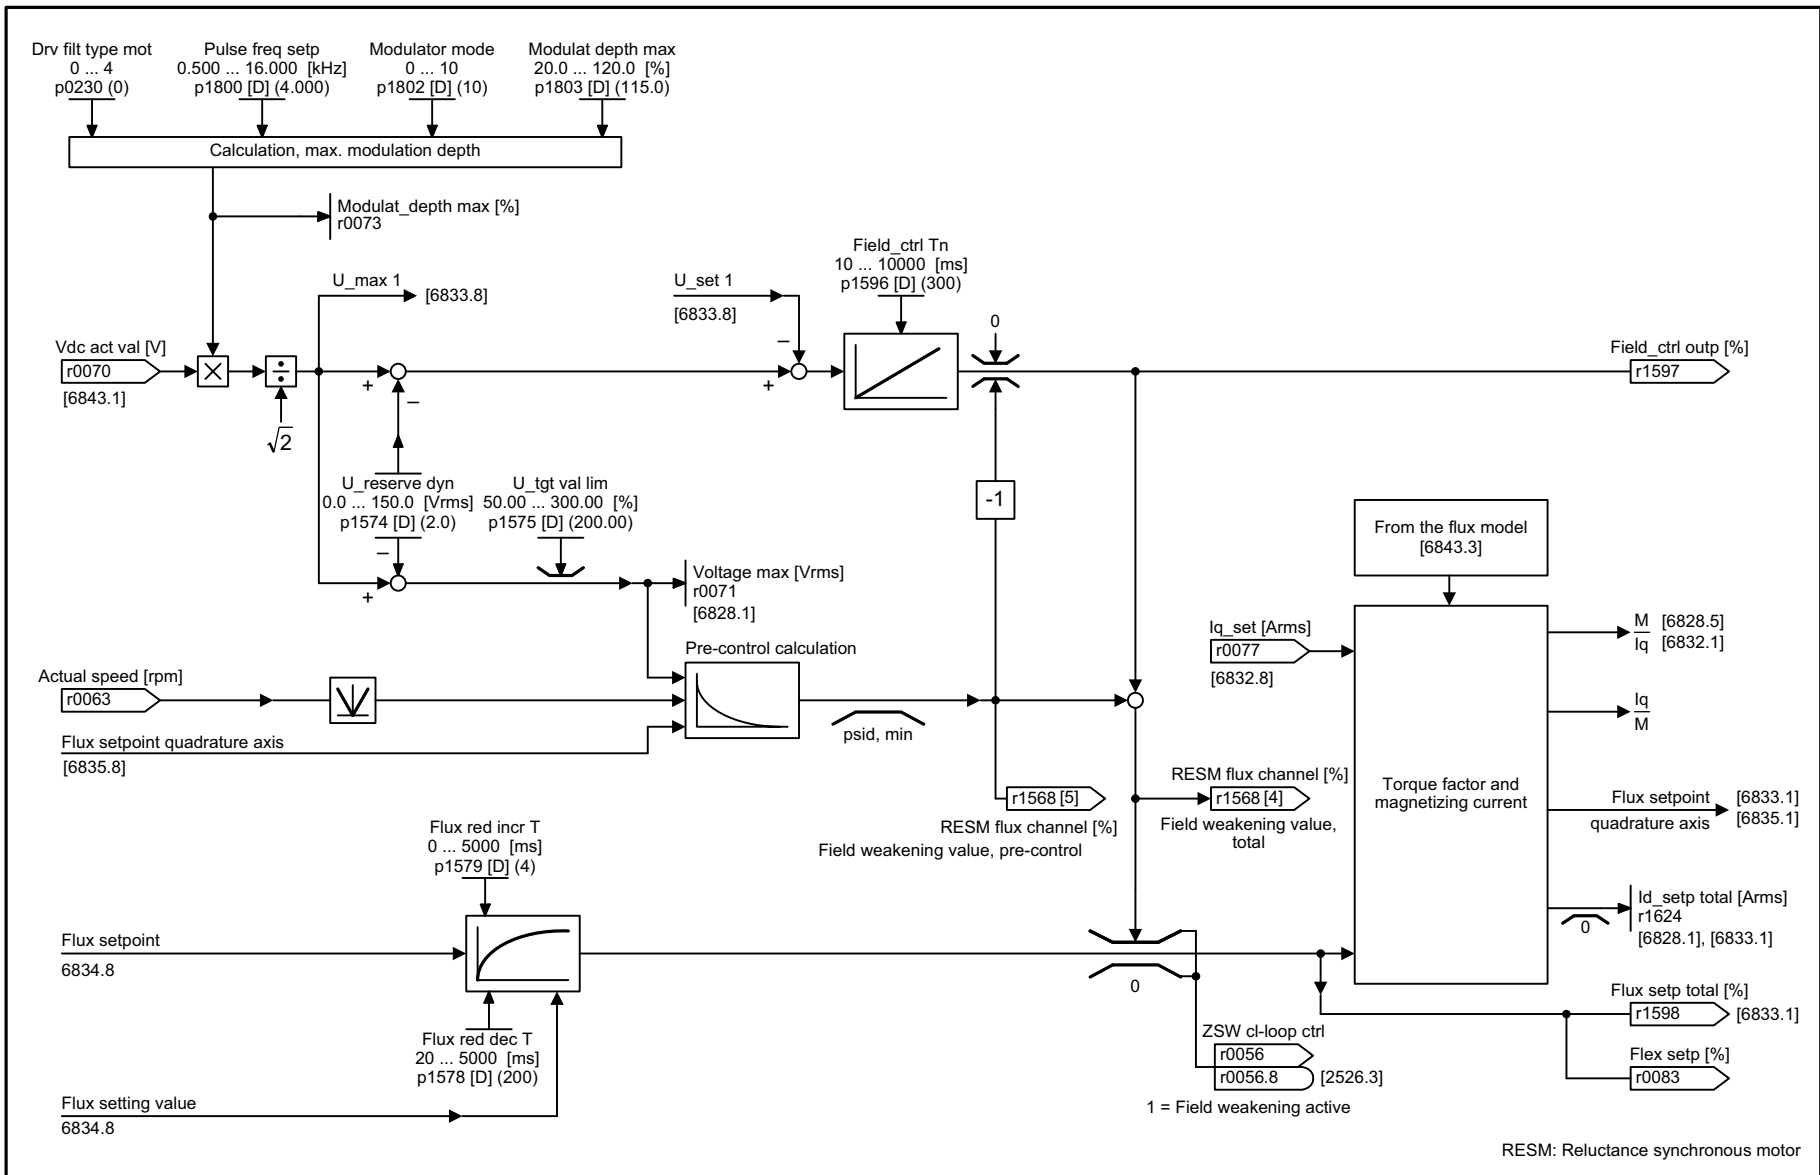 Drv filt type mot
0 ... 4
p0230 (0)
Pulse freq setp
0.500 ... 16.000 [kHz]
p1800 [D] (4.000)
Modulator mode
0 ... 10
p1802 [D] (10)
Modulat depth max
20.0 ... 120.0 [%]
p1803 [D] (115.0)
Calculation, max. modulation depth
Modulat_depth max [%]
r0073
U_max 1
[6833.8]
U_set 1
[6833.8]
Field_ctrl Tn
10 ... 10000 [ms]
p1596 [D] (300)
0
Vdc act val [V]
r0070
[6843.1]
×
÷
√2
+
–
+
–
Field_ctrl outp [%]
r1597
U_reserve dyn
0.0 ... 150.0 [Vrms]
p1574 [D] (2.0)
U_tgt val lim
50.00 ... 300.00 [%]
p1575 [D] (200.00)
–
+
-1
Voltage max [Vrms]
r0071
[6828.1]
From the flux model
[6843.3]
Iq_set [Arms]
r0077
[6832.8]
M
Iq
[6828.5]
[6832.1]
Pre-control calculation
Actual speed [rpm]
r0063
Flux setpoint quadrature axis
[6835.8]
psid, min
Iq
M
r1568 [5]
RESM flux channel [%]
Field weakening value, pre-control
RESM flux channel [%]
r1568 [4]
Field weakening value,
total
Torque factor and
magnetizing current
Flux setpoint
quadrature axis
[6833.1]
[6835.1]
Flux red incr T
0 ... 5000 [ms]
p1579 [D] (4)
Id_setp total [Arms]
r1624
[6828.1], [6833.1]
0
Flux setpoint
6834.8
0
Flux red dec T
20 ... 5000 [ms]
p1578 [D] (200)
Flux setp total [%]
r1598
[6833.1]
ZSW cl-loop ctrl
r0056
r0056.8
[2526.3]
1 = Field weakening active
Flex setp [%]
r0083
Flux setting value
6834.8
RESM: Reluctance synchronous motor